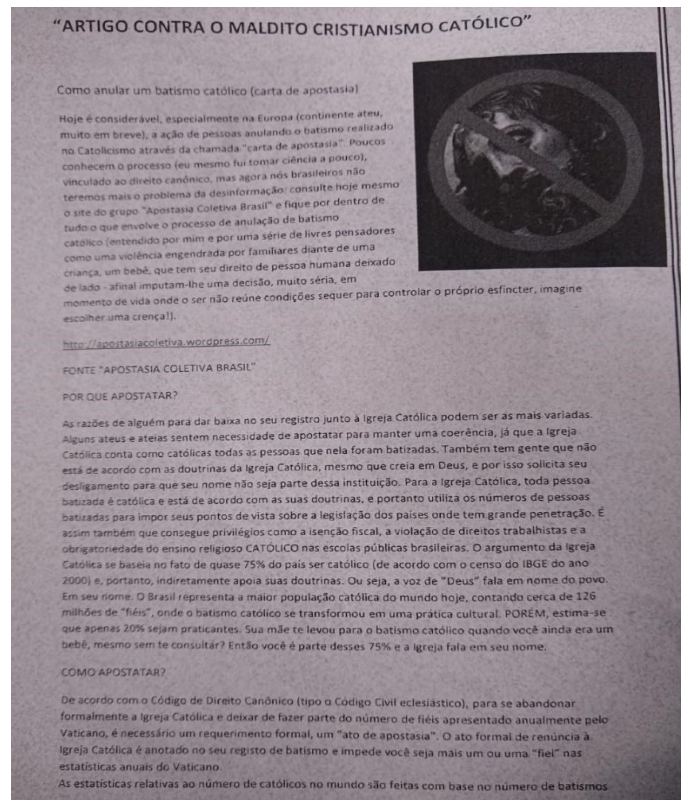 "ARTIGO CONTRA O MALDITO CRISTIANISMO CATÓLICO"
Como anular um batismo católico (carta de apostasia)
Hoje é considerável, especialmente na Europa (continente ateu,
muito em breve), a ação de pessoas anulando o batismo realizado
no Catolicismo através da chamada "carta de apostasia". Poucos
conhecem o processo (eu mesmo fui tomar ciência a pouco),
vinculado ao direito canônico, mas agora nós brasileiros não
teremos mais o problema da desinformação: consulte hoje mesmo
o site do grupo "Apostasia Coletiva Brasil" e fique por dentro de
tudo o que envolve o processo de anulação de batismo
católico (entendido por mim e por uma série de livres pensadores
como uma violência engendrada por familiares diante de uma
criança, um bebê, que tem seu direito de pessoa humana deixado
de lado - afinal imputam-lhe uma decisão, muito séria, em
momento de vida onde o ser não reúne condições sequer para controlar o próprio esfíncter, imagine
escolher uma crença!).
http://apostasiacoletiva.wordpress.com/
FONTE "APOSTASIA COLETIVA BRASIL"
POR QUE APOSTATAR?
As razões de alguém para dar baixa no seu registro junto à Igreja Católica podem ser as mais variadas.
Alguns ateus e ateias sentem necessidade de apostatar para manter uma coerência, já que a Igreja
Católica conta como católicas todas as pessoas que nela foram batizadas. Também tem gente que não
está de acordo com as doutrinas da Igreja Católica, mesmo que creia em Deus, e por isso solicita seu
desligamento para que seu nome não seja parte dessa instituição. Para a Igreja Católica, toda pessoa
batizada é católica e está de acordo com as suas doutrinas, e portanto utiliza os números de pessoas
batizadas para impor seus pontos de vista sobre a legislação dos países onde tem grande penetração. É
assim também que consegue privilégios como a isenção fiscal, a violação de direitos trabalhistas e a
obrigatoriedade do ensino religioso CATÓLICO nas escolas públicas brasileiras. O argumento da Igreja
Católica se baseia no fato de quase 75% do país ser católico (de acordo com o censo do IBGE do ano
2000) e, portanto, indiretamente apoia suas doutrinas. Ou seja, a voz de "Deus" fala em nome do povo.
Em seu nome. O Brasil representa a maior população católica do mundo hoje, contando cerca de 126
milhões de "fiéis", onde o batismo católico se transformou em uma prática cultural. PORÉM, estima-se
que apenas 20% sejam praticantes. Sua mãe te levou para o batismo católico quando você ainda era um
bebê, mesmo sem te consultar? Então você é parte desses 75% e a Igreja fala em seu nome.
COMO APOSTATAR?
De acordo com o Código de Direito Canônico (tipo o Código Civil eclesiástico), para se abandonar
formalmente a Igreja Católica e deixar de fazer parte do número de fiéis apresentado anualmente pelo
Vaticano, é necessário um requerimento formal, um "ato de apostasia". O ato formal de renúncia à
Igreja Católica é anotado no seu registo de batismo e impede você seja mais um ou uma "fiel" nas
estatísticas anuais do Vaticano.
As estatísticas relativas ao número de católicos no mundo são feitas com base no número de batismos